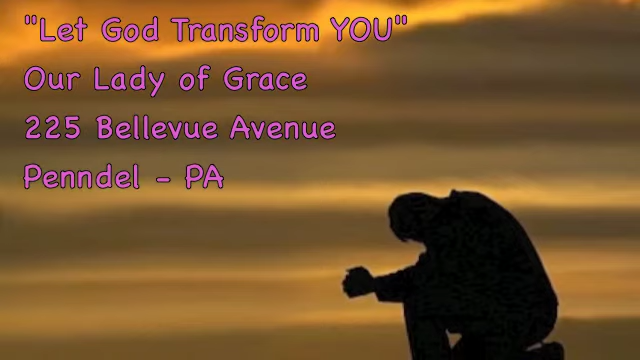 "Let God Transform YOU"
Our Lady of Grace
225 Bellevue Avenue
Penndel - PA